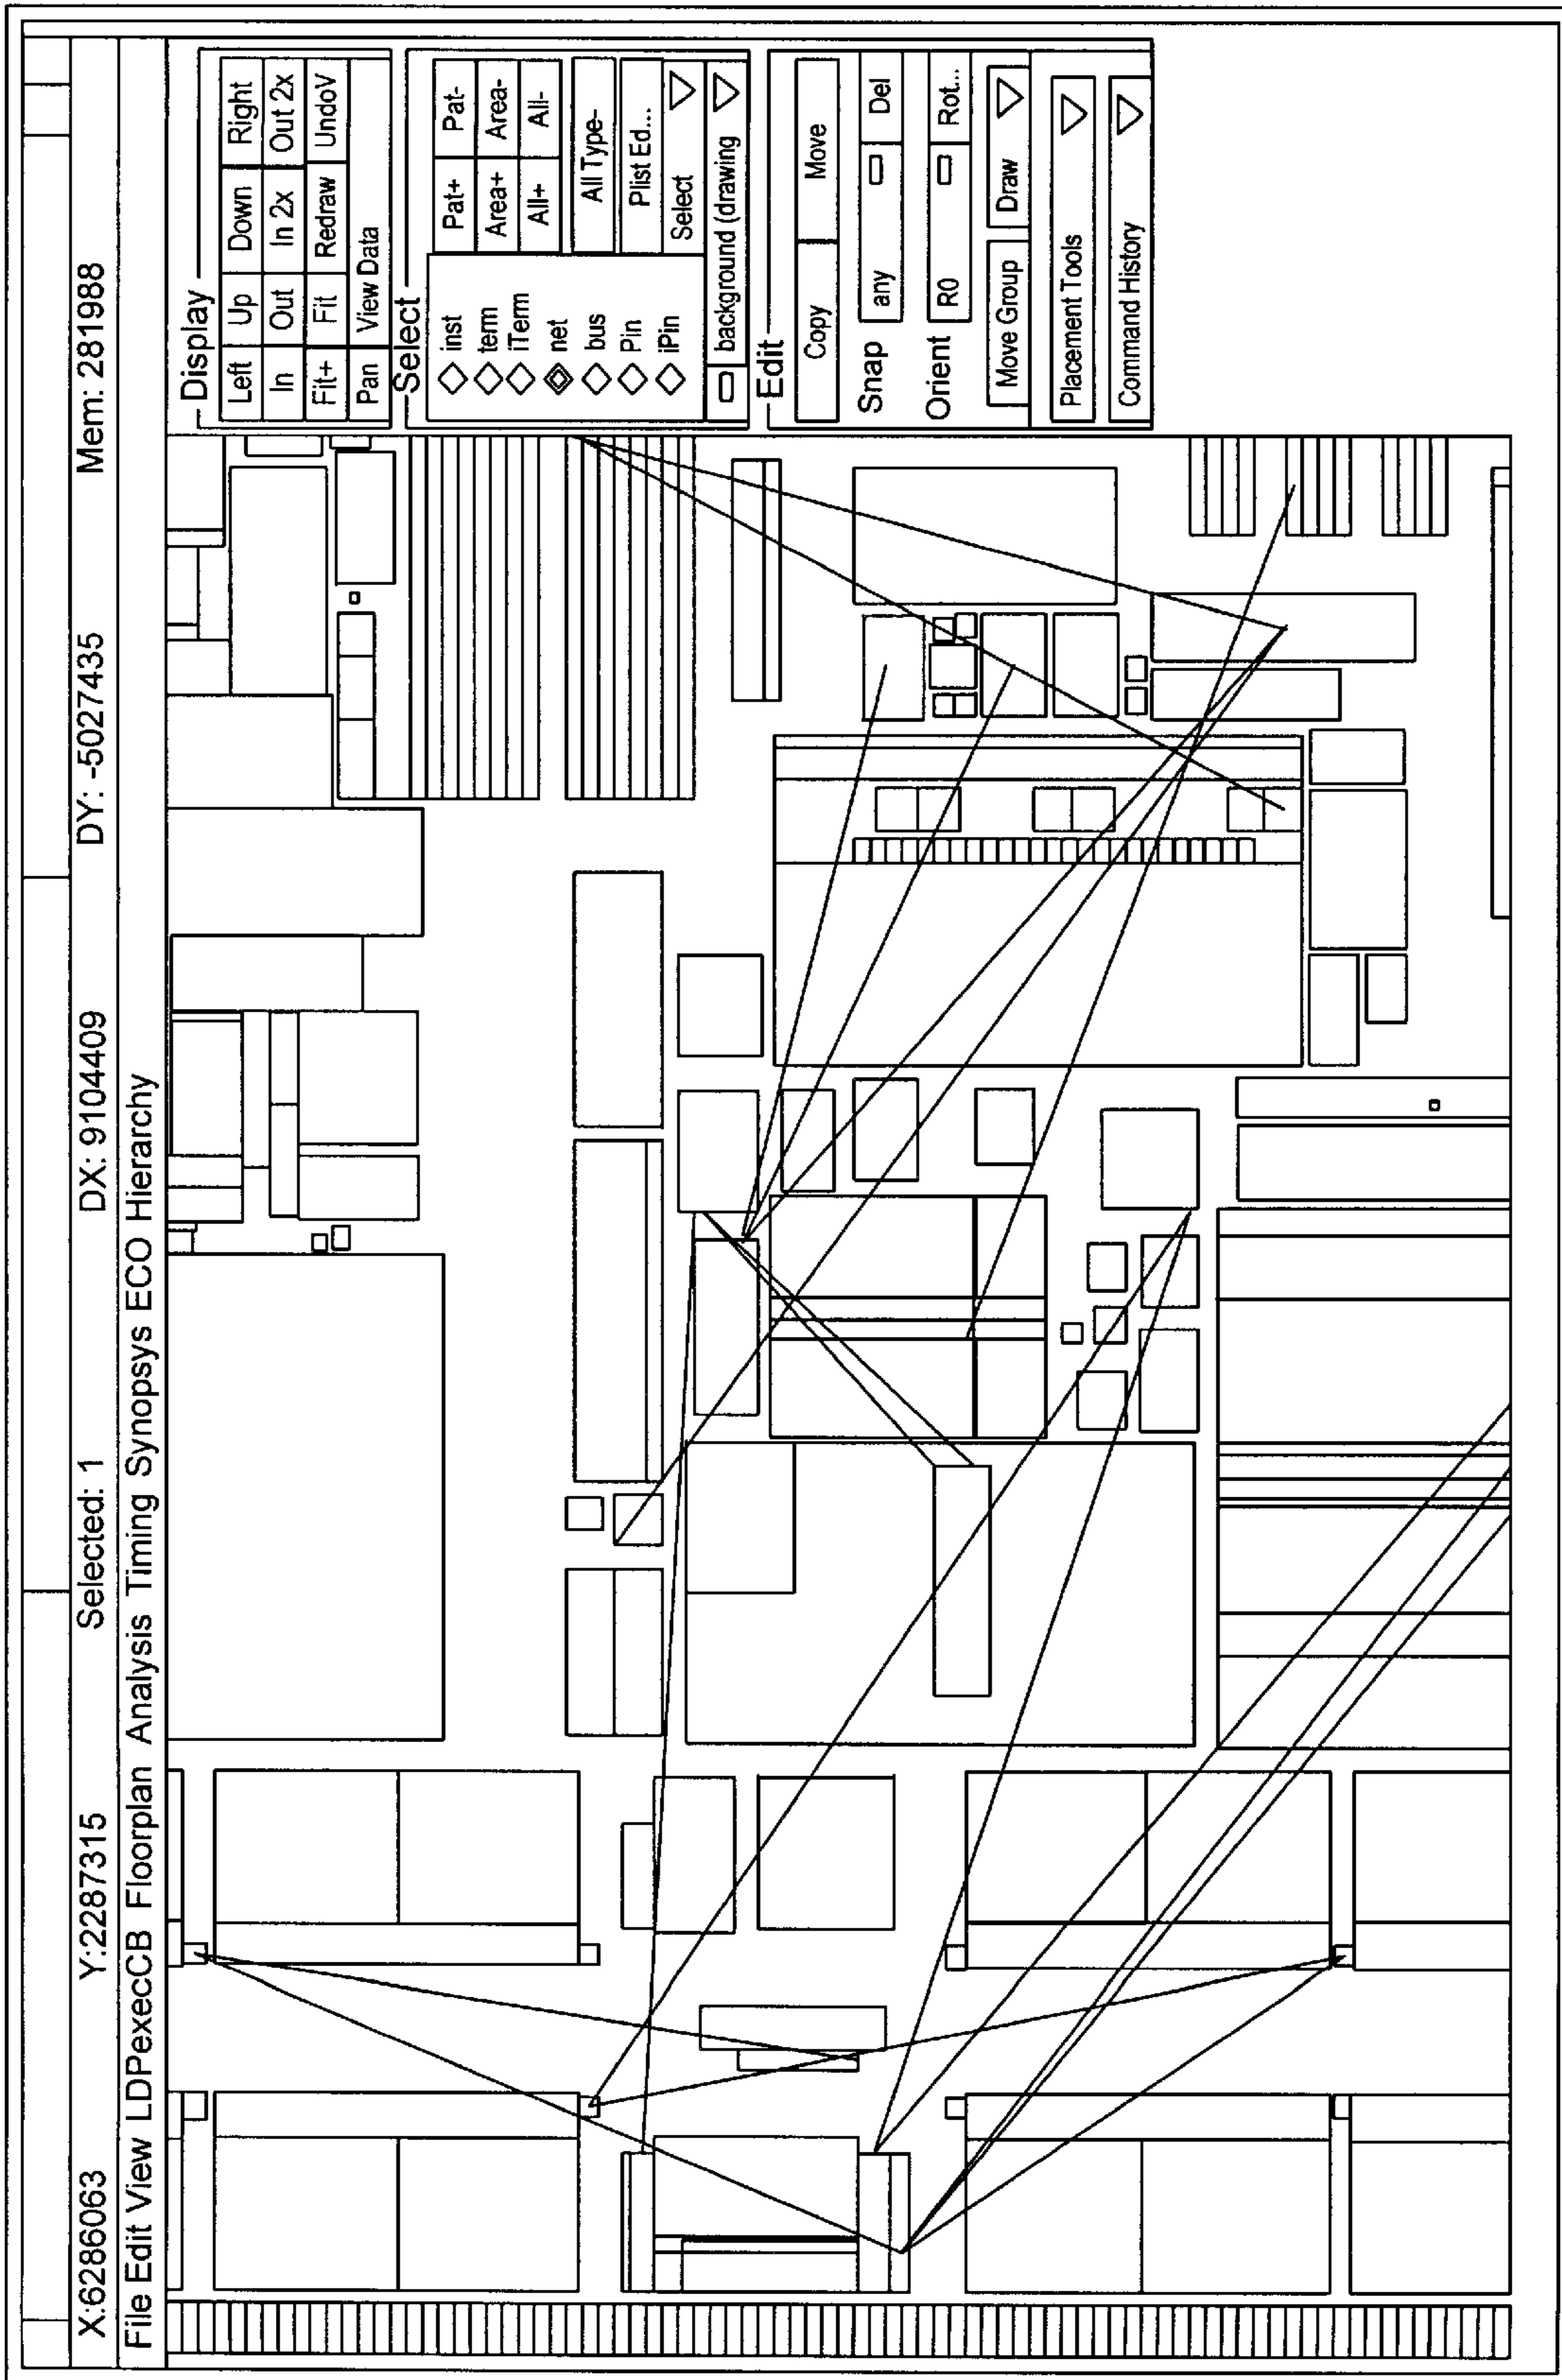 X:6286063 Y:2287315 Selected: 1 DX: 9104409 DY: -5027435 Mem: 281988
File Edit View LDPexecCB Floorplan Analysis Timing Synopsys ECO Hierarchy
Display
Left Up Down Right
In Out In 2x Out 2x
Fit+ Fit Redraw UndoV
Pan View Data
Select
inst
term
iTerm
net
bus
Pin
iPin
Pat+ Pat-
Area+ Area-
All+ All-
All Type-
Plist Ed...
Select
background (drawing
Edit
Copy Move
Snap any Del
Orient R0 Rot...
Move Group Draw
Placement Tools
Command History